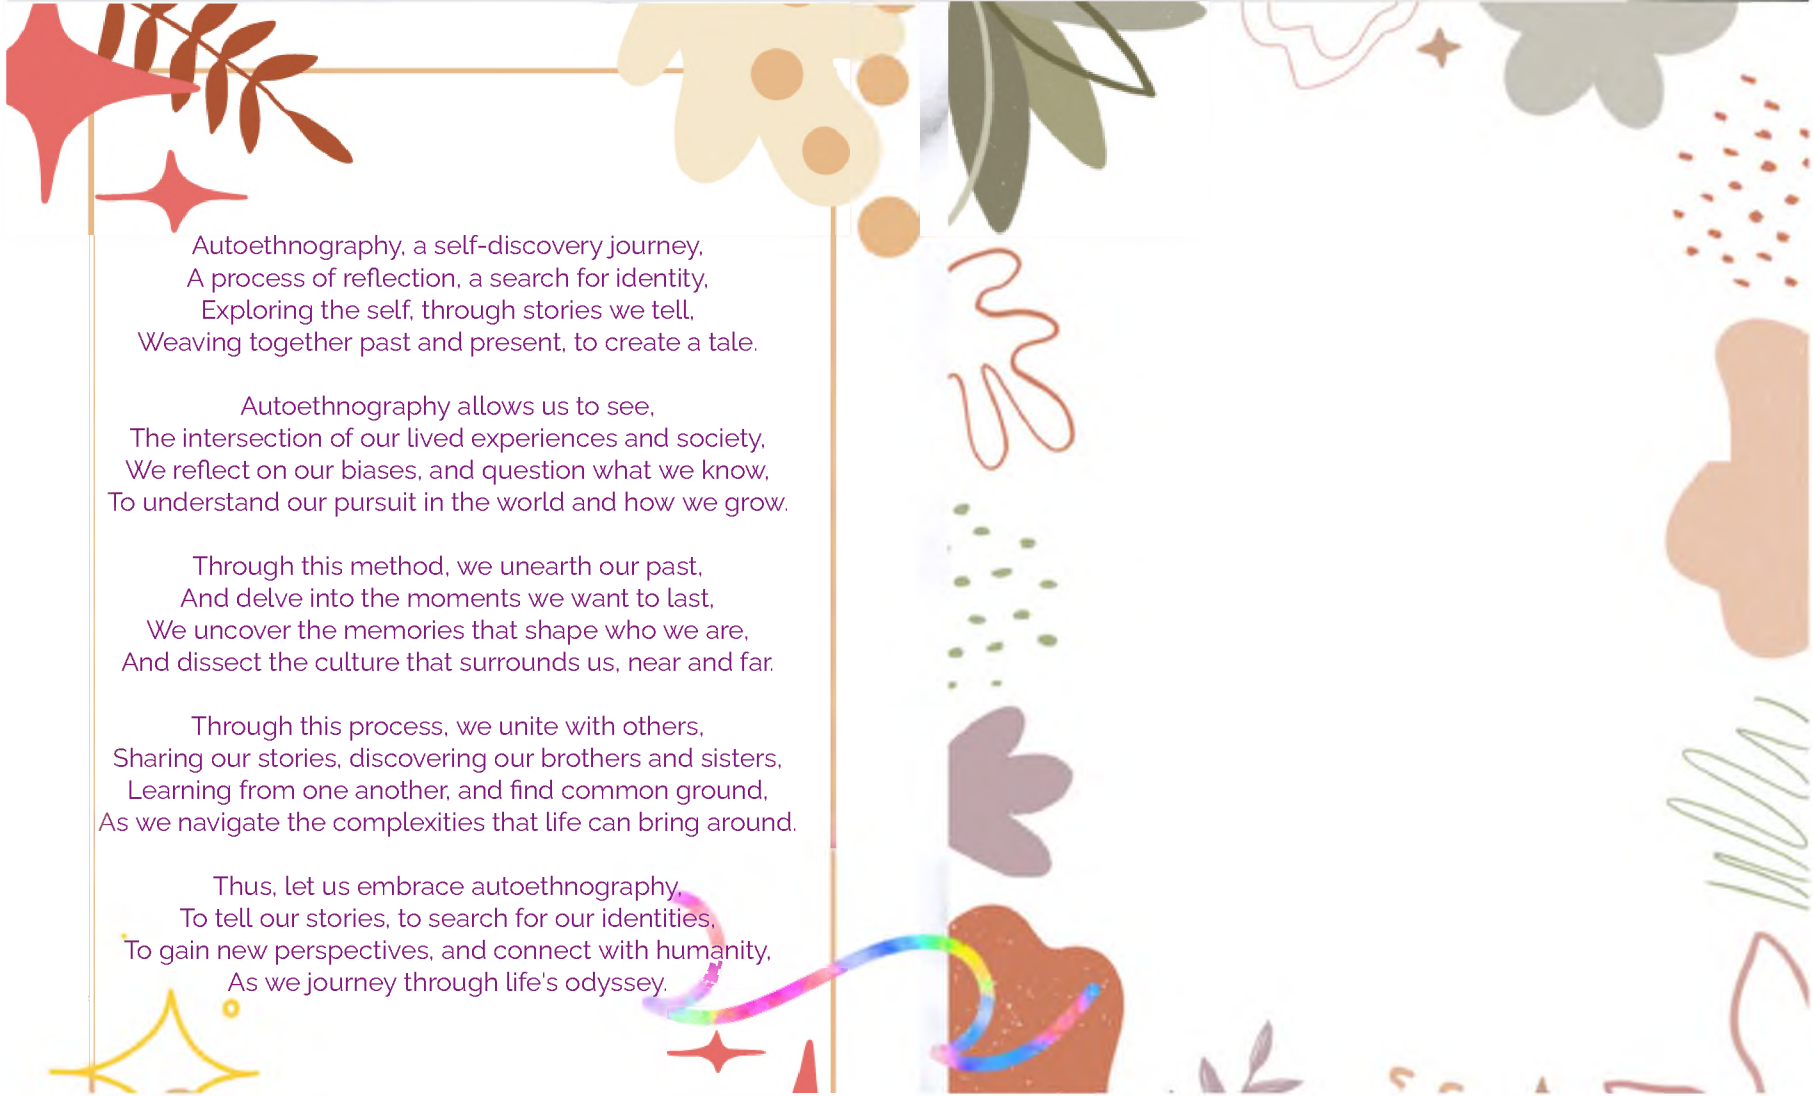 Autoethnography, a self-discovery journey,
A process of reflection, a search for identity,
Exploring the self, through stories we tell,
Weaving together past and present, to create a tale.
Autoethnography allows us to see,
The intersection of our lived experiences and society,
We reflect on our biases, and question what we know,
To understand our pursuit in the world and how we grow.
Through this method, we unearth our past,
And delve into the moments we want to last,
We uncover the memories that shape who we are,
And dissect the culture that surrounds us, near and far.
Through this process, we unite with others,
Sharing our stories, discovering our brothers and sisters,
Learning from one another, and find common ground,
As we navigate the complexities that life can bring around.
Thus, let us embrace autoethnography,
To tell our stories, to search for our identities,
To gain new perspectives, and connect with humanity,
As we journey through life's odyssey.